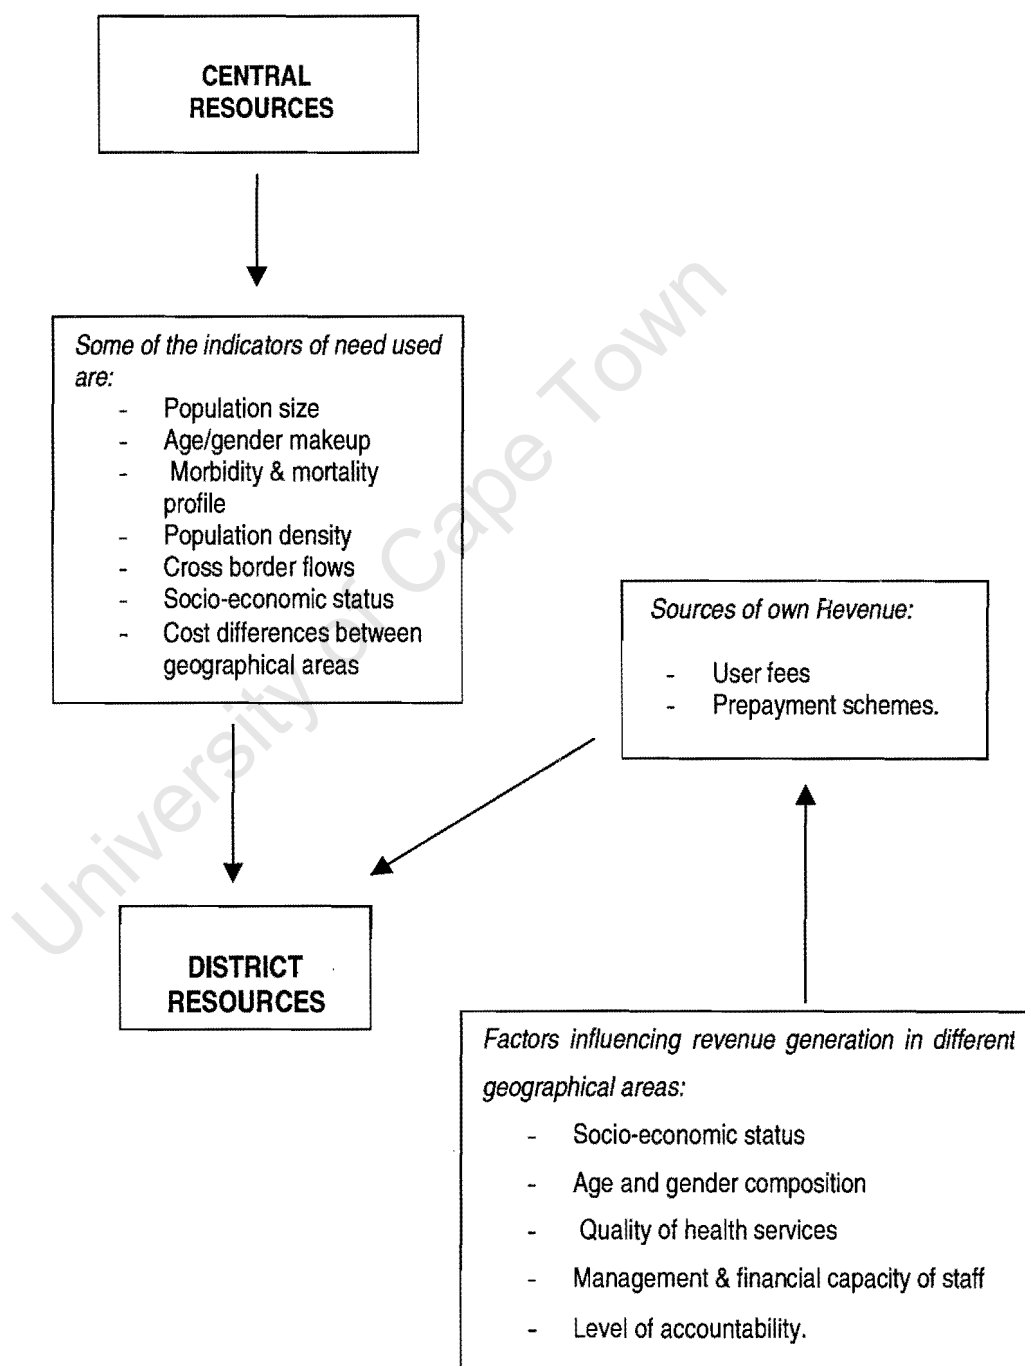 CENTRAL
RESOURCES
Some of the indicators of need used
are:
- Population size
- Age/gender makeup
- Morbidity & mortality
profile
- Population density
- Cross border flows
- Socio-economic status
- Cost differences between
geographical areas
Sources of own Revenue:
- User fees
- Prepayment schemes.
DISTRICT
RESOURCES
Factors influencing revenue generation in different
geographical areas:
- Socio-economic status
- Age and gender composition
- Quality of health services
- Management & financial capacity of staff
- Level of accountability.
University of Cape Town